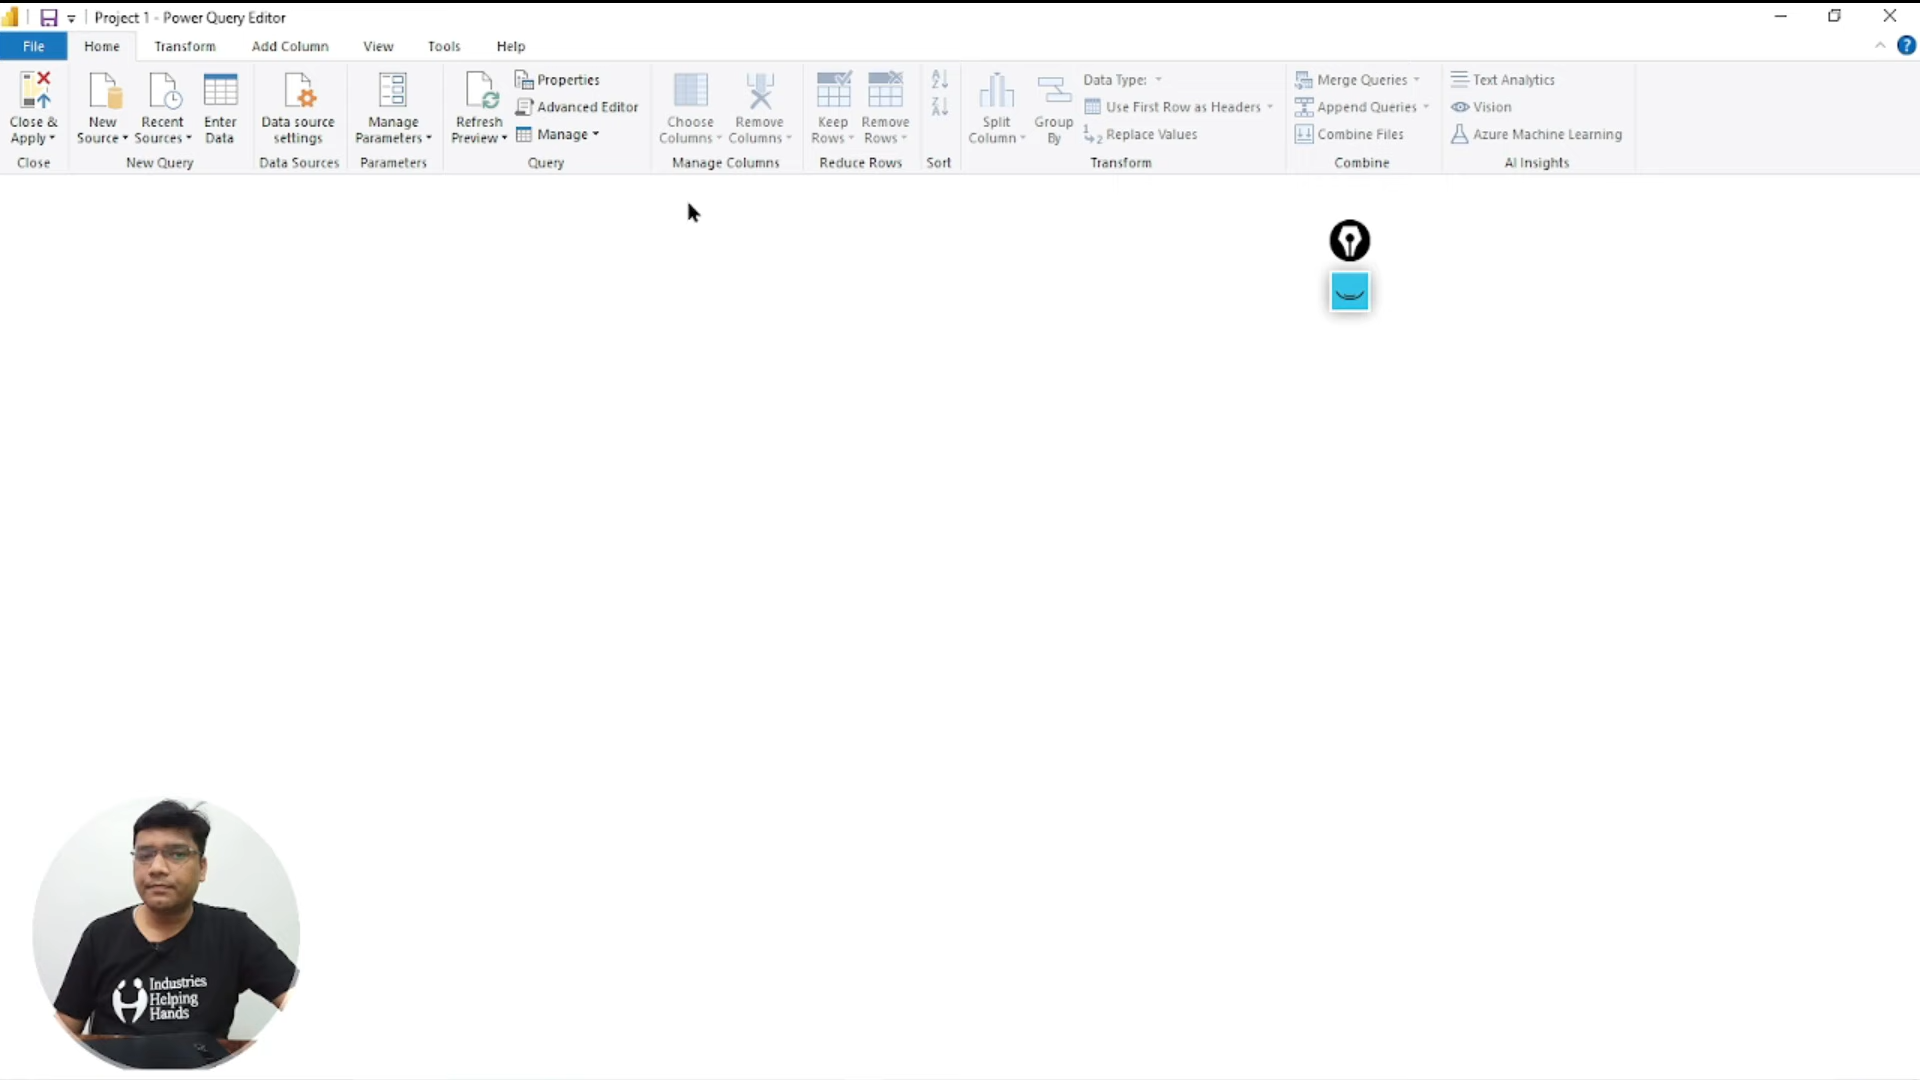 Project 1 - Power Query Editor
File Home Transform Add Column View Tools Help
Close & Apply
Close
New Source
Recent Sources
Enter Data
New Query
Data source settings
Data Sources
Manage Parameters
Parameters
Refresh Preview
Properties
Advanced Editor
Manage
Query
Choose Columns
Remove Columns
Manage Columns
Keep Rows
Remove Rows
Reduce Rows
Sort
Split Column
Group By
Data Type:
Use First Row as Headers
Replace Values
Transform
Merge Queries
Append Queries
Combine Files
Combine
Text Analytics
Vision
Azure Machine Learning
AI Insights
Industries
Helping
Hands